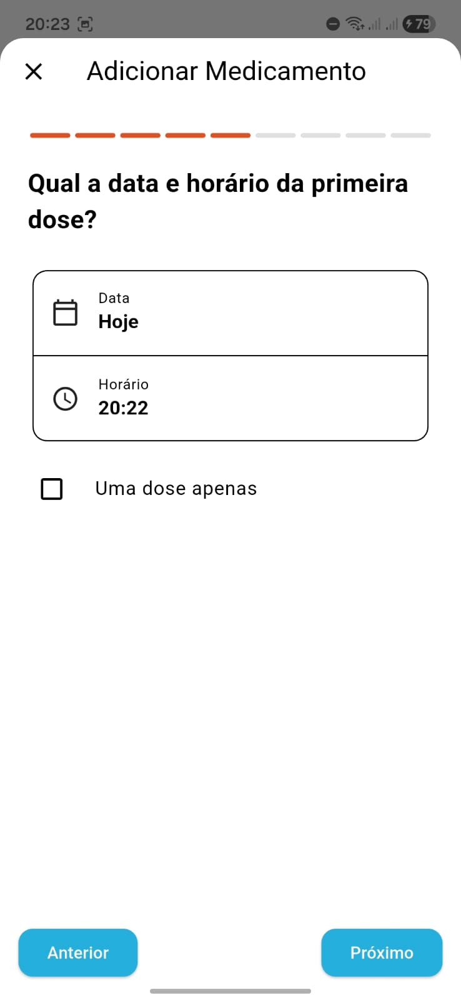 20:23
79
Adicionar Medicamento
Qual a data e horário da primeira
dose?
Data
Hoje
Horário
20:22
Uma dose apenas
Anterior
Próximo